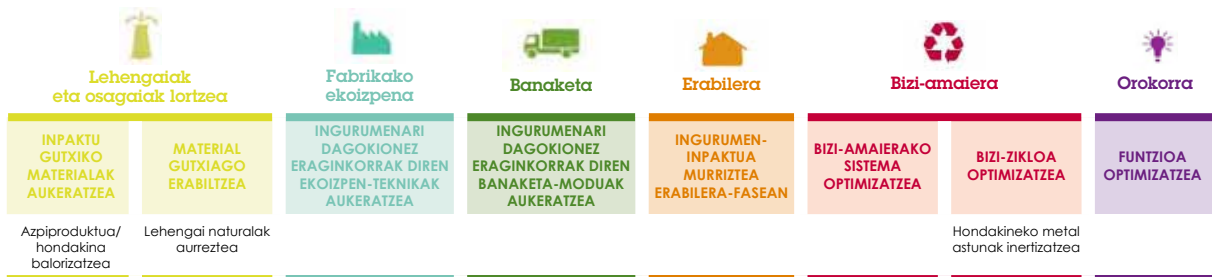 Lehengaiak
eta osagaiak lortzea
Fabrikako
ekoizpena
Banaketa
Erabilera
Bizi-amaiera
Orokorra
INPAKTU
GUTXIKO
MATERIALAK
AUKERATZEA
MATERIAL
GUTXIAGO
ERABILTZEA
INGURUMENARI
DAGOKIONEZ
ERAGINKORRAK DIREN
EKOIZPEN-TEKNIKAK
AUKERATZEA
INGURUMENARI
DAGOKIONEZ
ERAGINKORRAK DIREN
BANAKETA-MODUAK
AUKERATZEA
INGURUMEN-
INPAKTUA
MURRIZTEA
ERABILERA-FASEAN
BIZI-AMAIERAKO
SISTEMA
OPTIMIZATZEA
BIZI-ZIKLOA
OPTIMIZATZEA
FUNTZIOA
OPTIMIZATZEA
Azpiproduktua/
hondakina
balorizatzea
Lehengai naturalak
aurreztea
Hondakineko metal
astunak inertizatzea